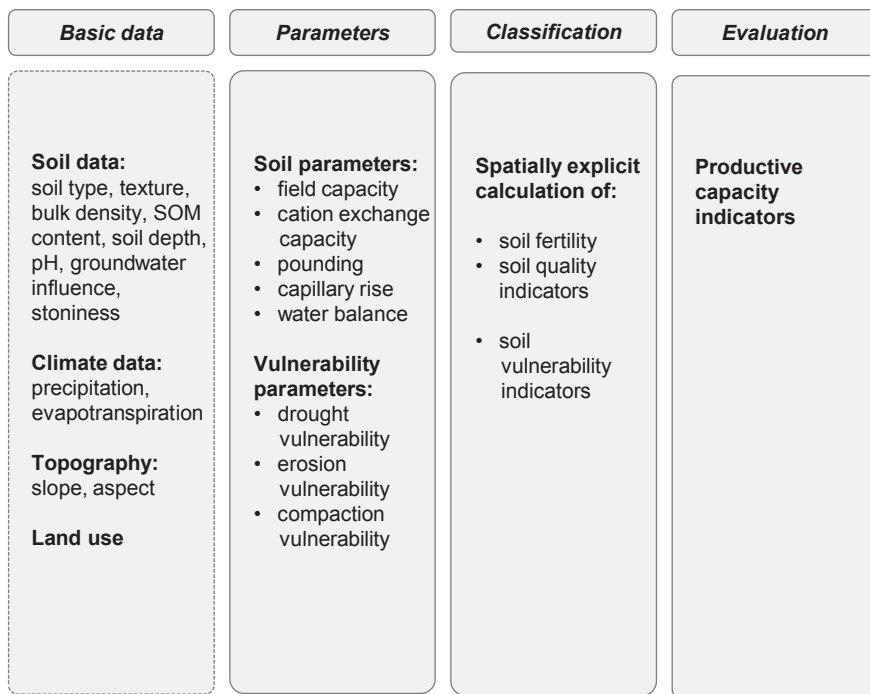 Basic data
Parameters
Classification
Evaluation
Soil data:
soil type, texture,
bulk density, SOM
content, soil depth,
pH, groundwater
influence,
stoniness
Climate data:
precipitation,
evapotranspiration
Topography:
slope, aspect
Land use
Soil parameters:
• field capacity
• cation exchange
capacity
• pounding
• capillary rise
• water balance
Vulnerability
parameters:
• drought
vulnerability
• erosion
vulnerability
• compaction
vulnerability
Spatially explicit
calculation of:
• soil fertility
• soil quality
indicators
• soil
vulnerability
indicators
Productive
capacity
indicators